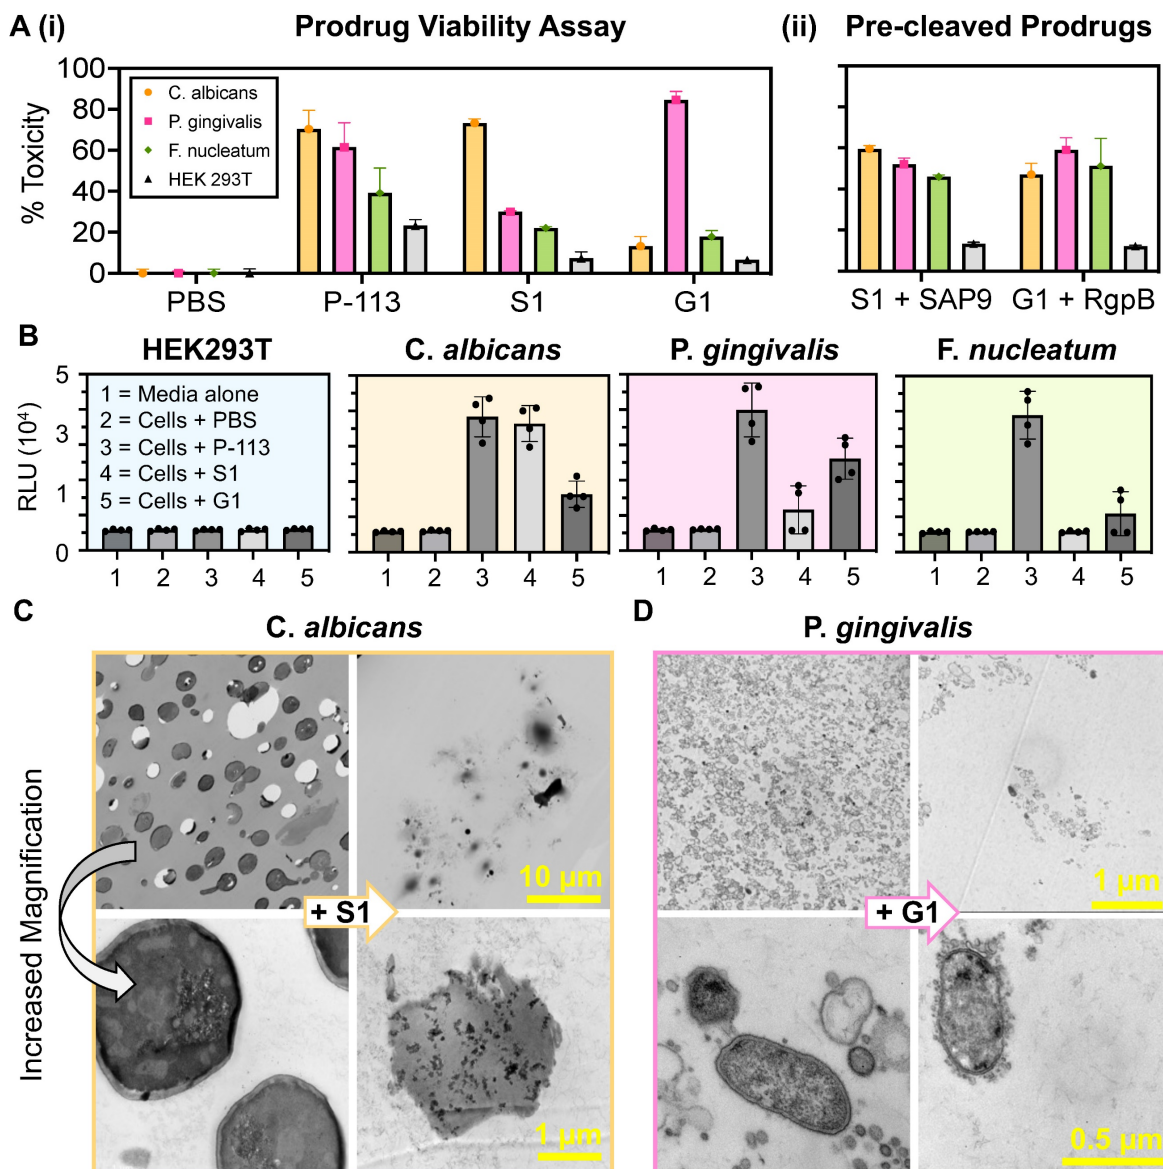 A (i) Prodrug Viability Assay
(ii) Pre-cleaved Prodrugs
% Toxicity
100
80
60
40
20
0
C. albicans
P. gingivalis
F. nucleatum
HEK 293T
PBS P-113 S1 G1
S1 + SAP9 G1 + RgpB
B
HEK293T
C. albicans
P. gingivalis
F. nucleatum
RLU (10⁴)
5
3
1
0
1 = Media alone
2 = Cells + PBS
3 = Cells + P-113
4 = Cells + S1
5 = Cells + G1
1 2 3 4 5
1 2 3 4 5
1 2 3 4 5
1 2 3 4 5
C
C. albicans
D
P. gingivalis
Increased Magnification
10 µm
+ S1
1 µm
1 µm
+ G1
0.5 µm